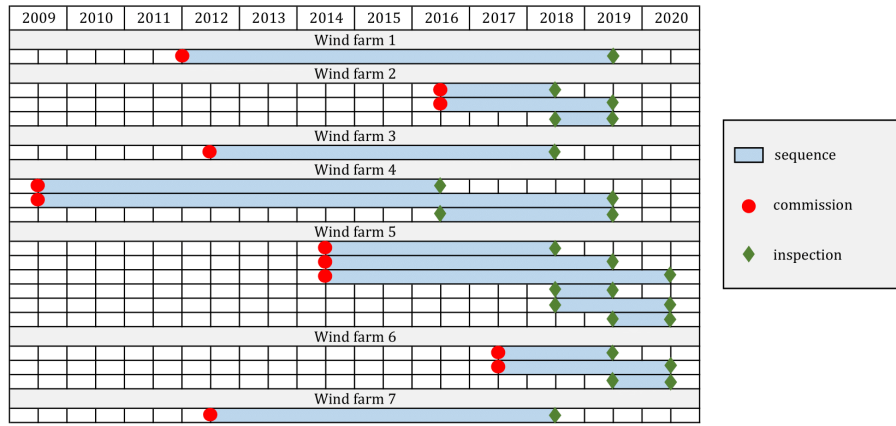 2009 2010 2011 2012 2013 2014 2015 2016 2017 2018 2019 2020
Wind farm 1
Wind farm 2
Wind farm 3
Wind farm 4
Wind farm 5
Wind farm 6
Wind farm 7
sequence
commission
inspection